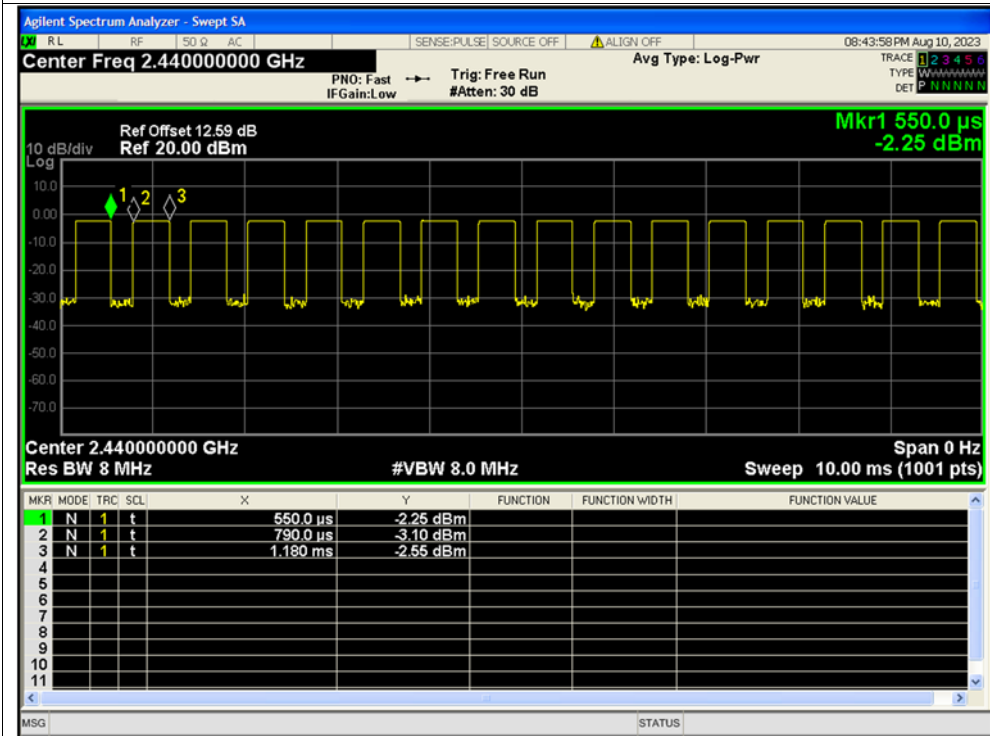 Agilent Spectrum Analyzer - Swept SA
RL RF 50 Ω AC SENSE:PULSE SOURCE OFF ALIGN OFF 08:43:58 PM Aug 10, 2023
Center Freq 2.440000000 GHz
PNO: Fast
IFGain:Low
Trig: Free Run
#Atten: 30 dB
Avg Type: Log-Pwr
TRACE 1 2 3 4 5 6
TYPE W
DET P N N N N N
Mkr1 550.0 µs
-2.25 dBm
Ref Offset 12.59 dB
10 dB/div Ref 20.00 dBm
Log
10.0
0.00
-10.0
-20.0
-30.0
-40.0
-50.0
-60.0
-70.0
1 2 3
Center 2.440000000 GHz Span 0 Hz
Res BW 8 MHz #VBW 8.0 MHz Sweep 10.00 ms (1001 pts)
MKR MODE TRC SCL X Y FUNCTION FUNCTION WIDTH FUNCTION VALUE
1 N 1 t 550.0 µs -2.25 dBm
2 N 1 t 790.0 µs -3.10 dBm
3 N 1 t 1.180 ms -2.55 dBm
4
5
6
7
8
9
10
11
MSG STATUS